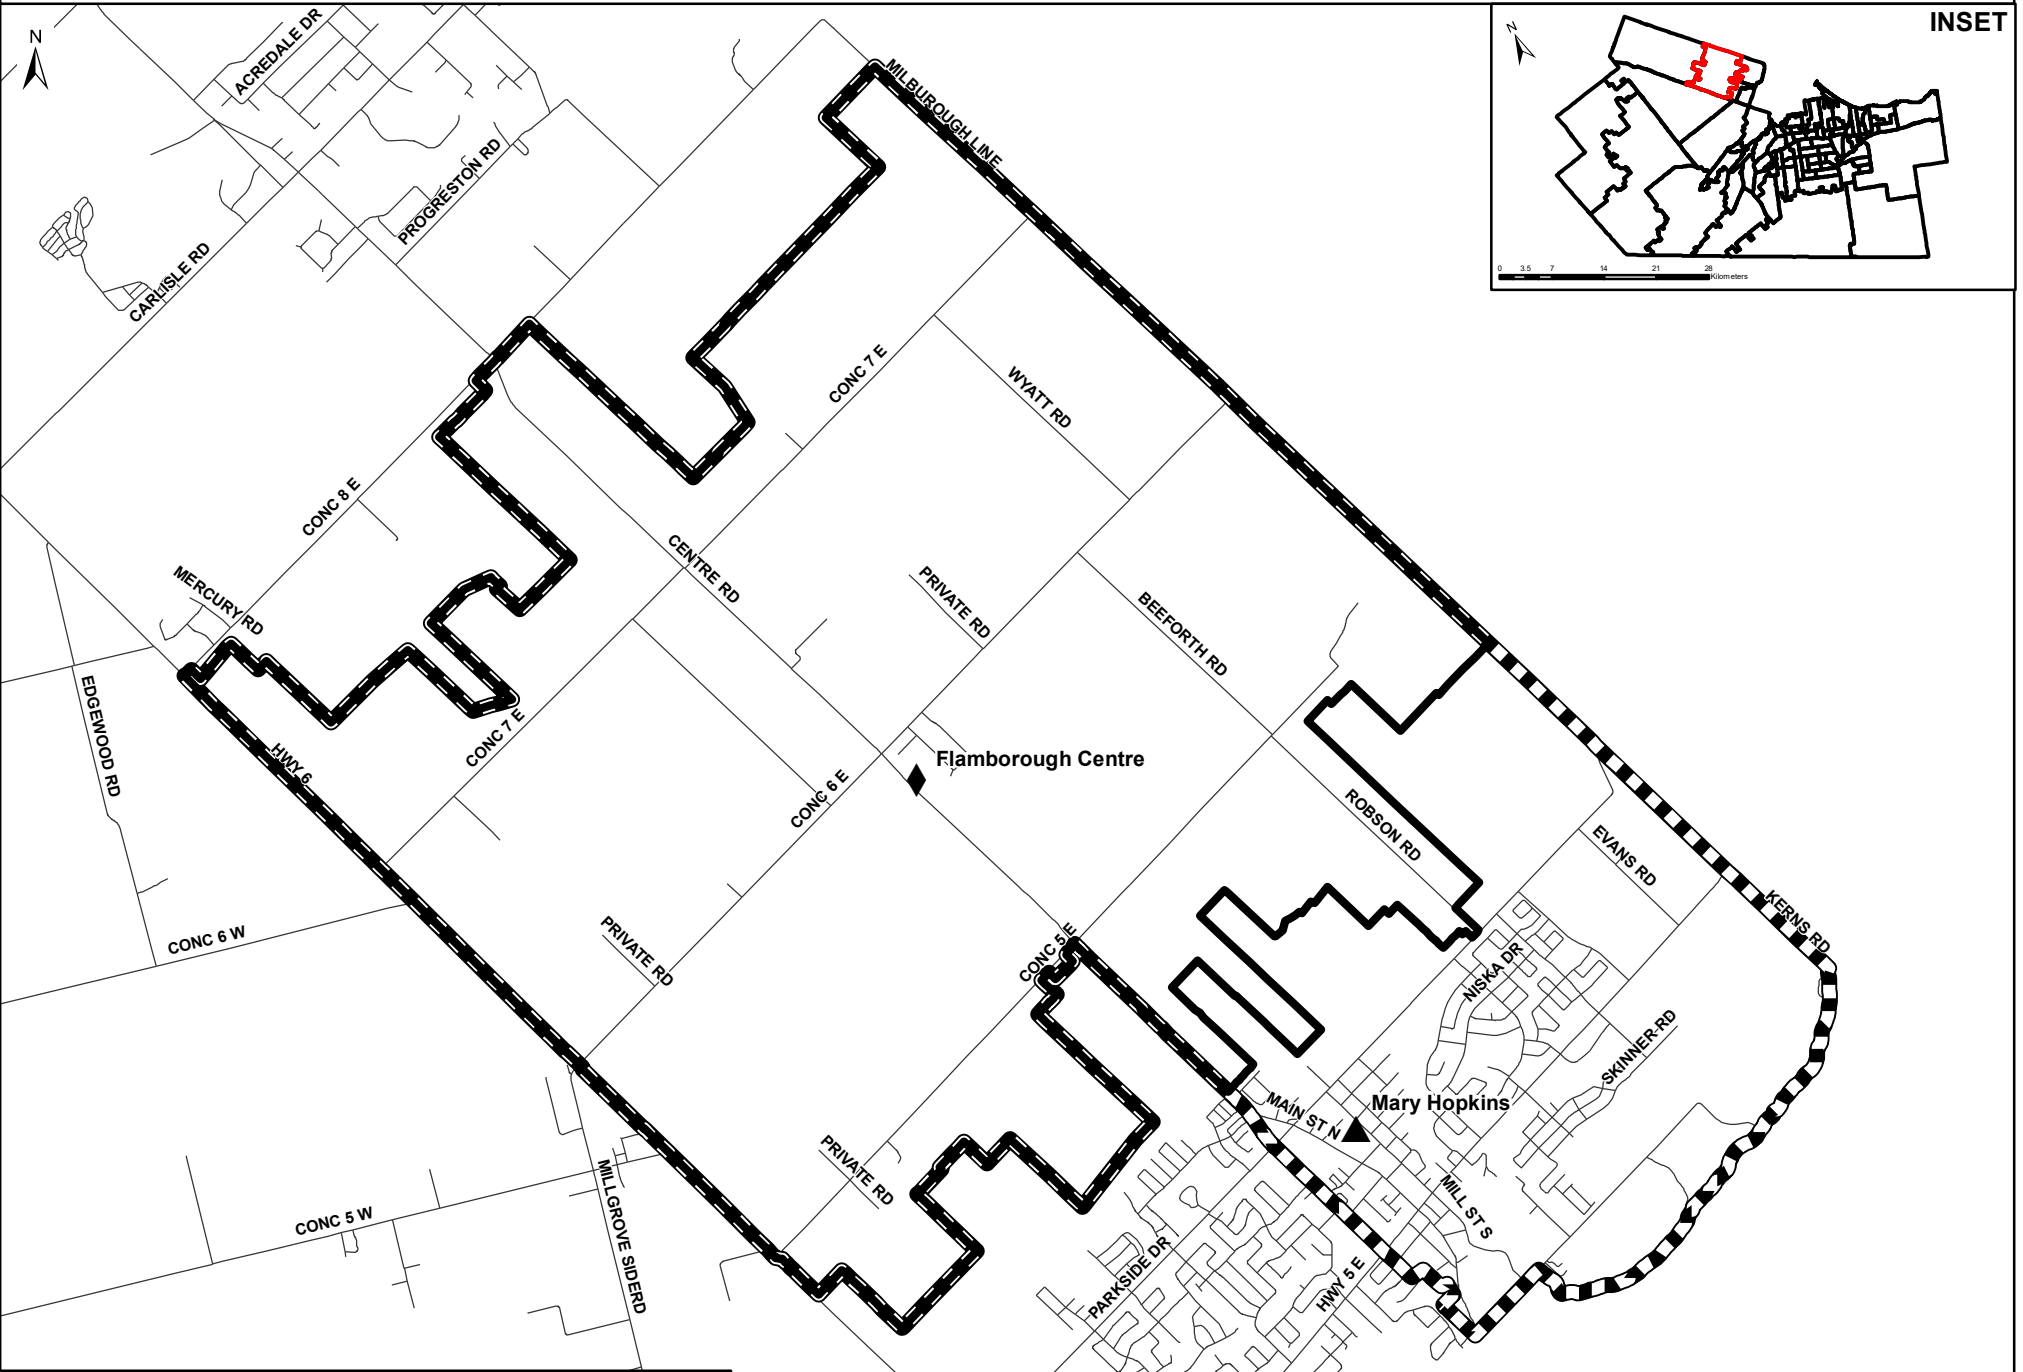 N
ACREDALE DR
MILBOROUGH LINE
N
INSET
0 3.5 7 14 21 28
Kilometers
PROGRESTON RD
CARLISLE RD
CONC 7 E
WYATT RD
CONC 8 E
CENTRE RD
MERCURY RD
PRIVATE RD
BEEFORTH RD
EDGEWOOD RD
CONC 7 E
HWY 6
Flamborough Centre
CONC 6 E
ROBSON RD
EVANS RD
KERNS RD
CONC 6 W
PRIVATE RD
CONC 5 E
NISKA DR
SKINNER RD
MAIN ST N
Mary Hopkins
PRIVATE RD
MILL ST S
CONC 5 W
MILLGROVE SIDERD
PARKSIDE DR
HWY 5 E